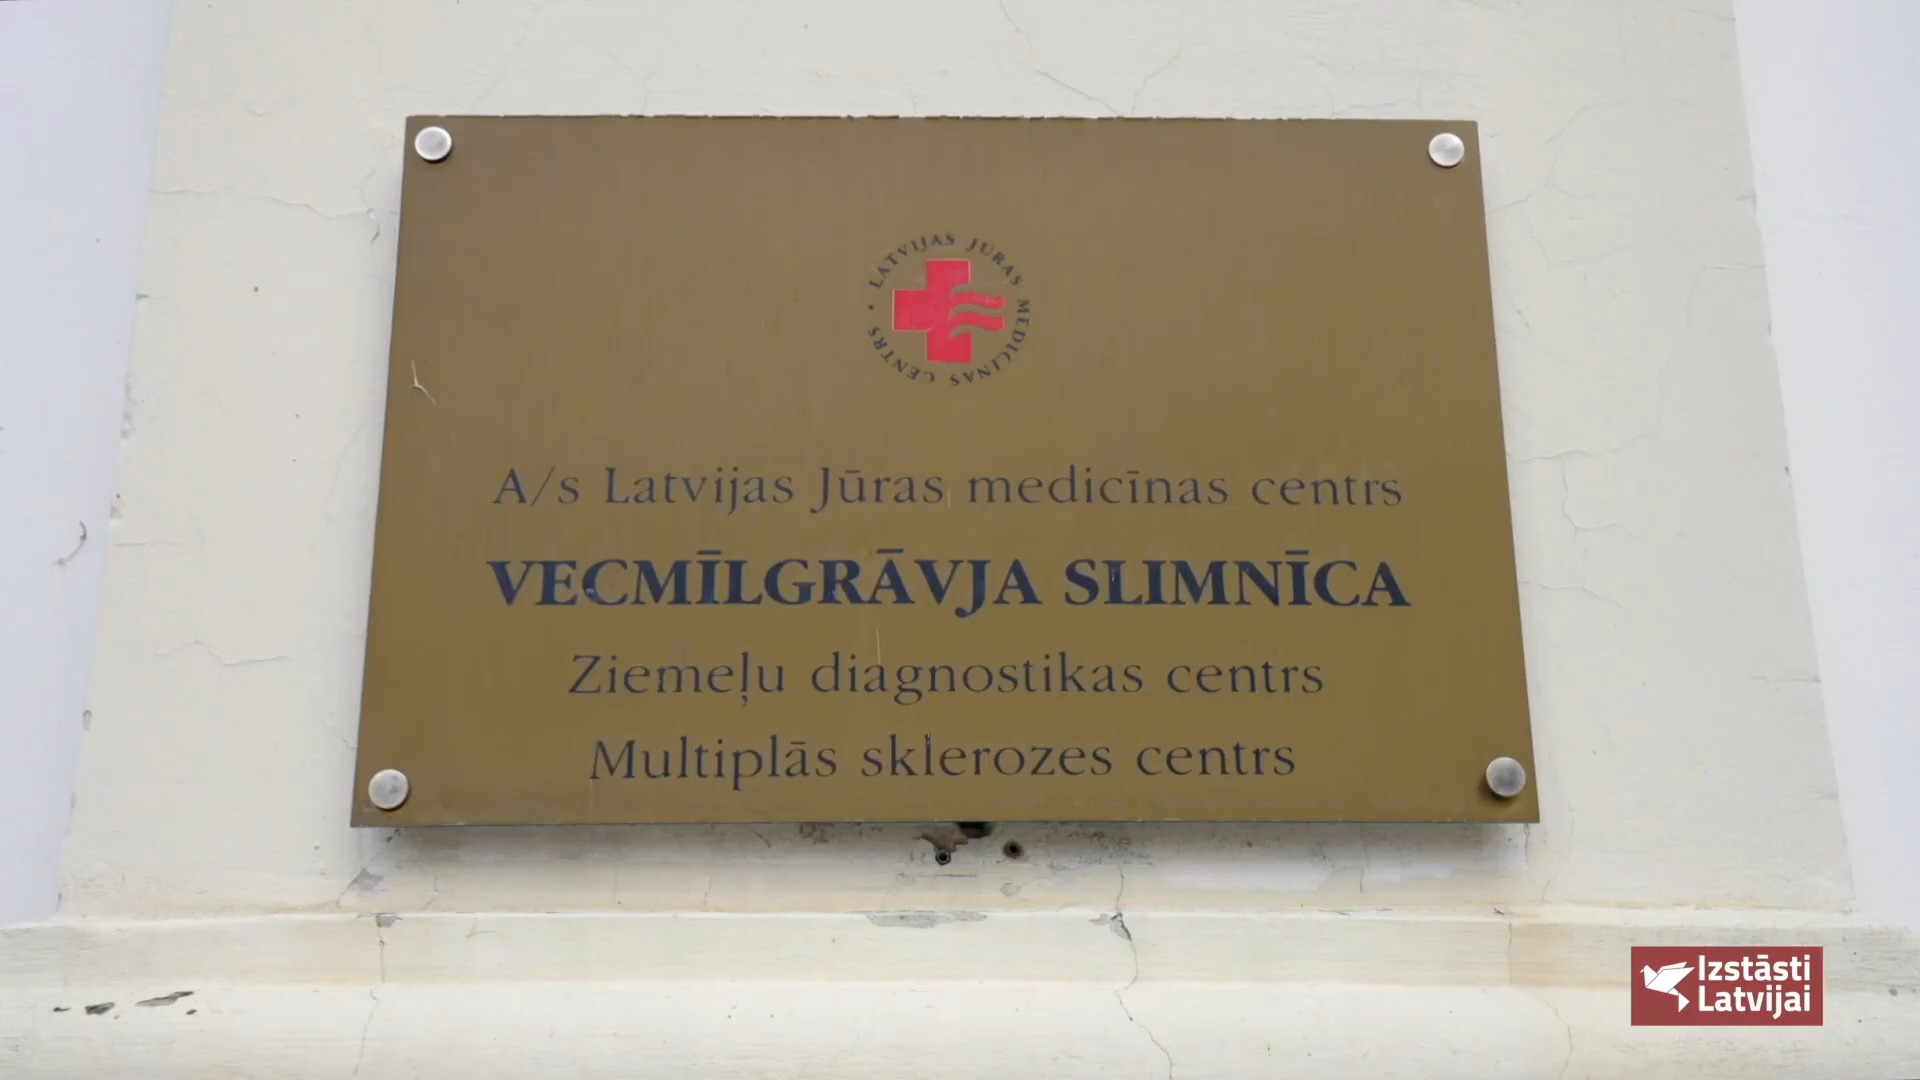 LATVIJAS JŪRAS MEDICĪNAS CENTRS •
A/s Latvijas Jūras medicīnas centrs
VECMĪLGRĀVJA SLIMNĪCA
Ziemeļu diagnostikas centrs
Multiplās sklerozes centrs
Izstāsti
Latvijai